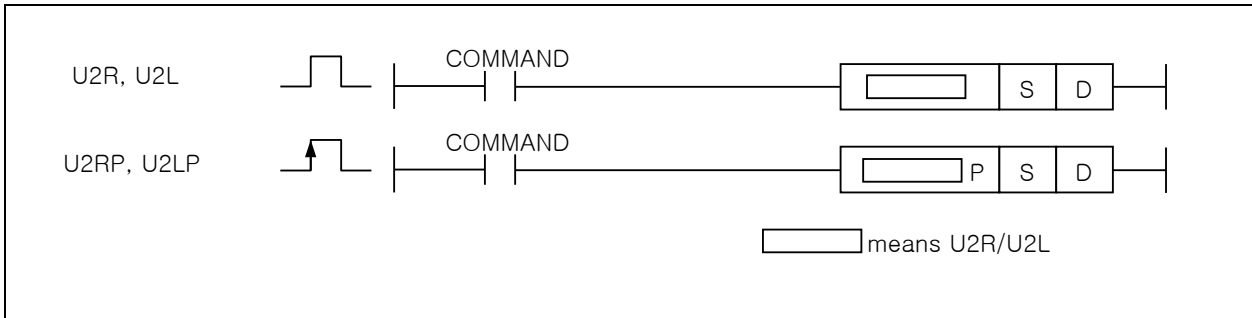 COMMAND
U2R, U2L
S D
COMMAND
U2RP, U2LP
P S D
means U2R/U2L